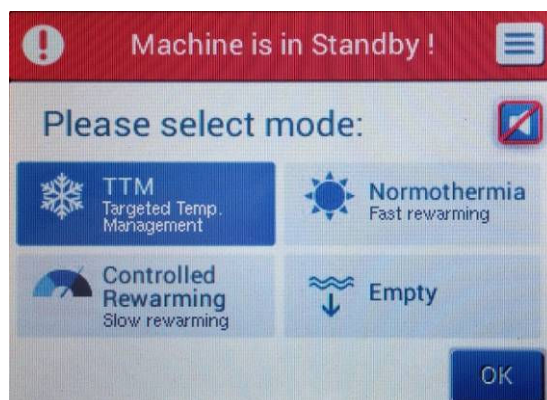 Machine is in Standby !
Please select mode:
TTM
Targeted Temp.
Management
Normothermia
Fast rewarming
Controlled
Rewarming
Slow rewarming
Empty
OK